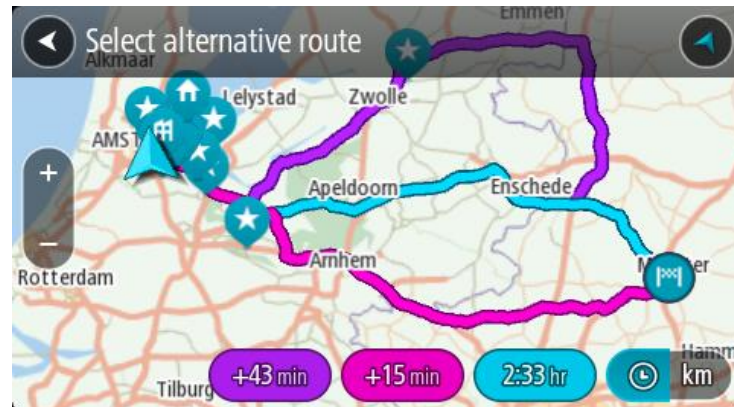 Emmen
Select alternative route
Alkmaar
Lelystad
Zwolle
AMST
+
Apeldoorn
Enschede
−
Arnhem
Rotterdam
Hamm
+43 min
+15 min
2:33 hr
km
Tilburg